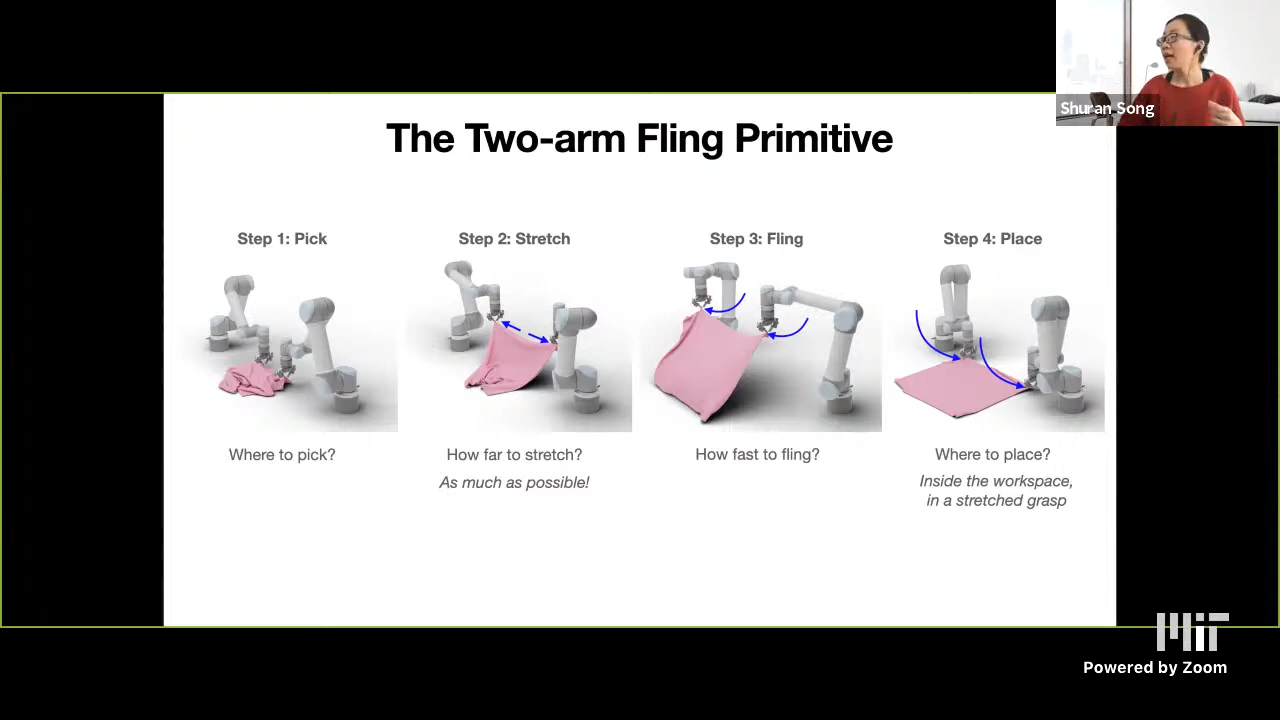 Shuran Song
The Two-arm Fling Primitive
Step 1: Pick
Step 2: Stretch
Step 3: Fling
Step 4: Place
Where to pick?
How far to stretch?
As much as possible!
How fast to fling?
Where to place?
Inside the workspace,
in a stretched grasp
MIT
Powered by Zoom